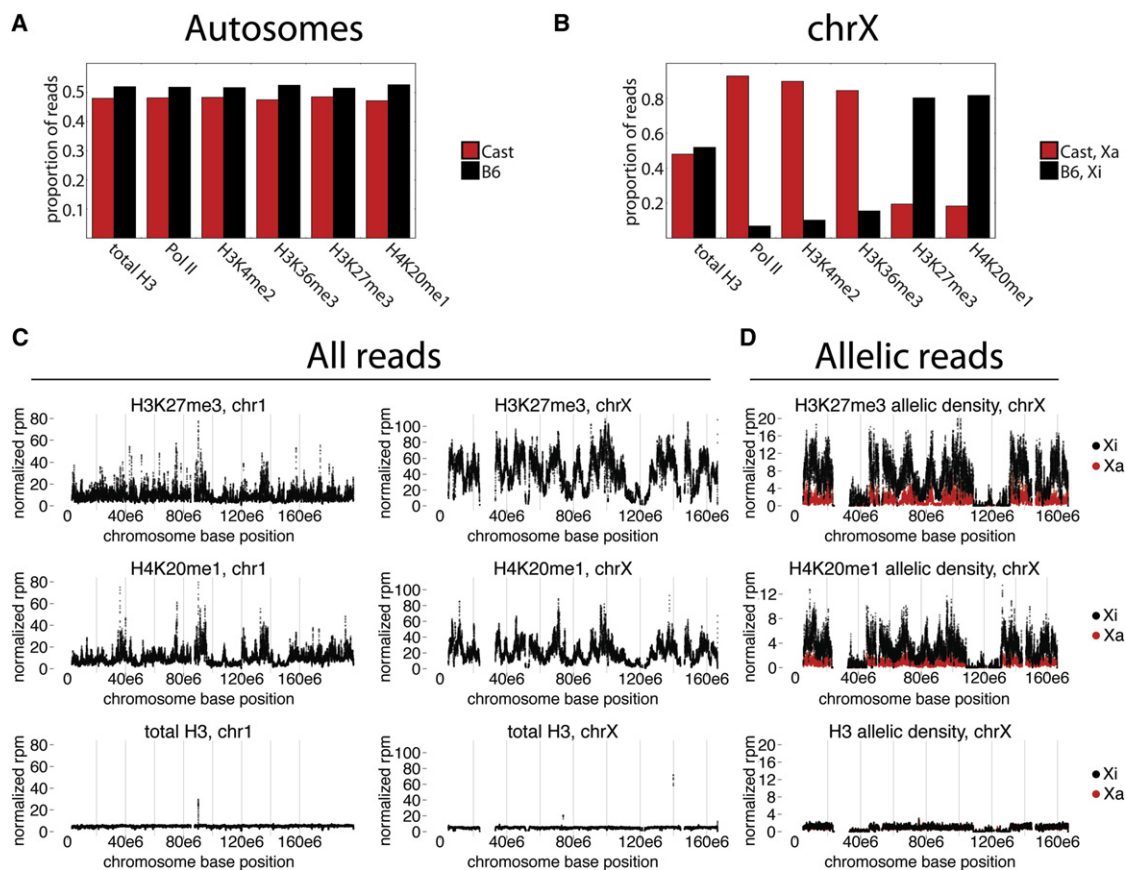 A
Autosomes
proportion of reads
0.5
0.4
0.3
0.2
0.1
total H3
Pol II
H3K4me2
H3K36me3
H3K27me3
H4K20me1
Cast
B6
B
chrX
proportion of reads
0.8
0.6
0.4
0.2
total H3
Pol II
H3K4me2
H3K36me3
H3K27me3
H4K20me1
Cast, Xa
B6, Xi
C
All reads
H3K27me3, chr1
normalized rpm
80
60
40
20
0
0 40e6 80e6 120e6 160e6
chromosome base position
H3K27me3, chrX
normalized rpm
100
80
60
40
20
0
0 40e6 80e6 120e6 160e6
chromosome base position
H4K20me1, chr1
normalized rpm
80
60
40
20
0
0 40e6 80e6 120e6 160e6
chromosome base position
H4K20me1, chrX
normalized rpm
100
80
60
40
20
0
0 40e6 80e6 120e6 160e6
chromosome base position
total H3, chr1
normalized rpm
80
60
40
20
0
0 40e6 80e6 120e6 160e6
chromosome base position
total H3, chrX
normalized rpm
100
80
60
40
20
0
0 40e6 80e6 120e6 160e6
chromosome base position
D
Allelic reads
H3K27me3 allelic density, chrX
normalized rpm
20
16
12
8
4
0
0 40e6 80e6 120e6 160e6
chromosome base position
Xi
Xa
H4K20me1 allelic density, chrX
normalized rpm
12
8
4
0
0 40e6 80e6 120e6 160e6
chromosome base position
Xi
Xa
H3 allelic density, chrX
normalized rpm
20
16
12
8
4
0
0 40e6 80e6 120e6 160e6
chromosome base position
Xi
Xa